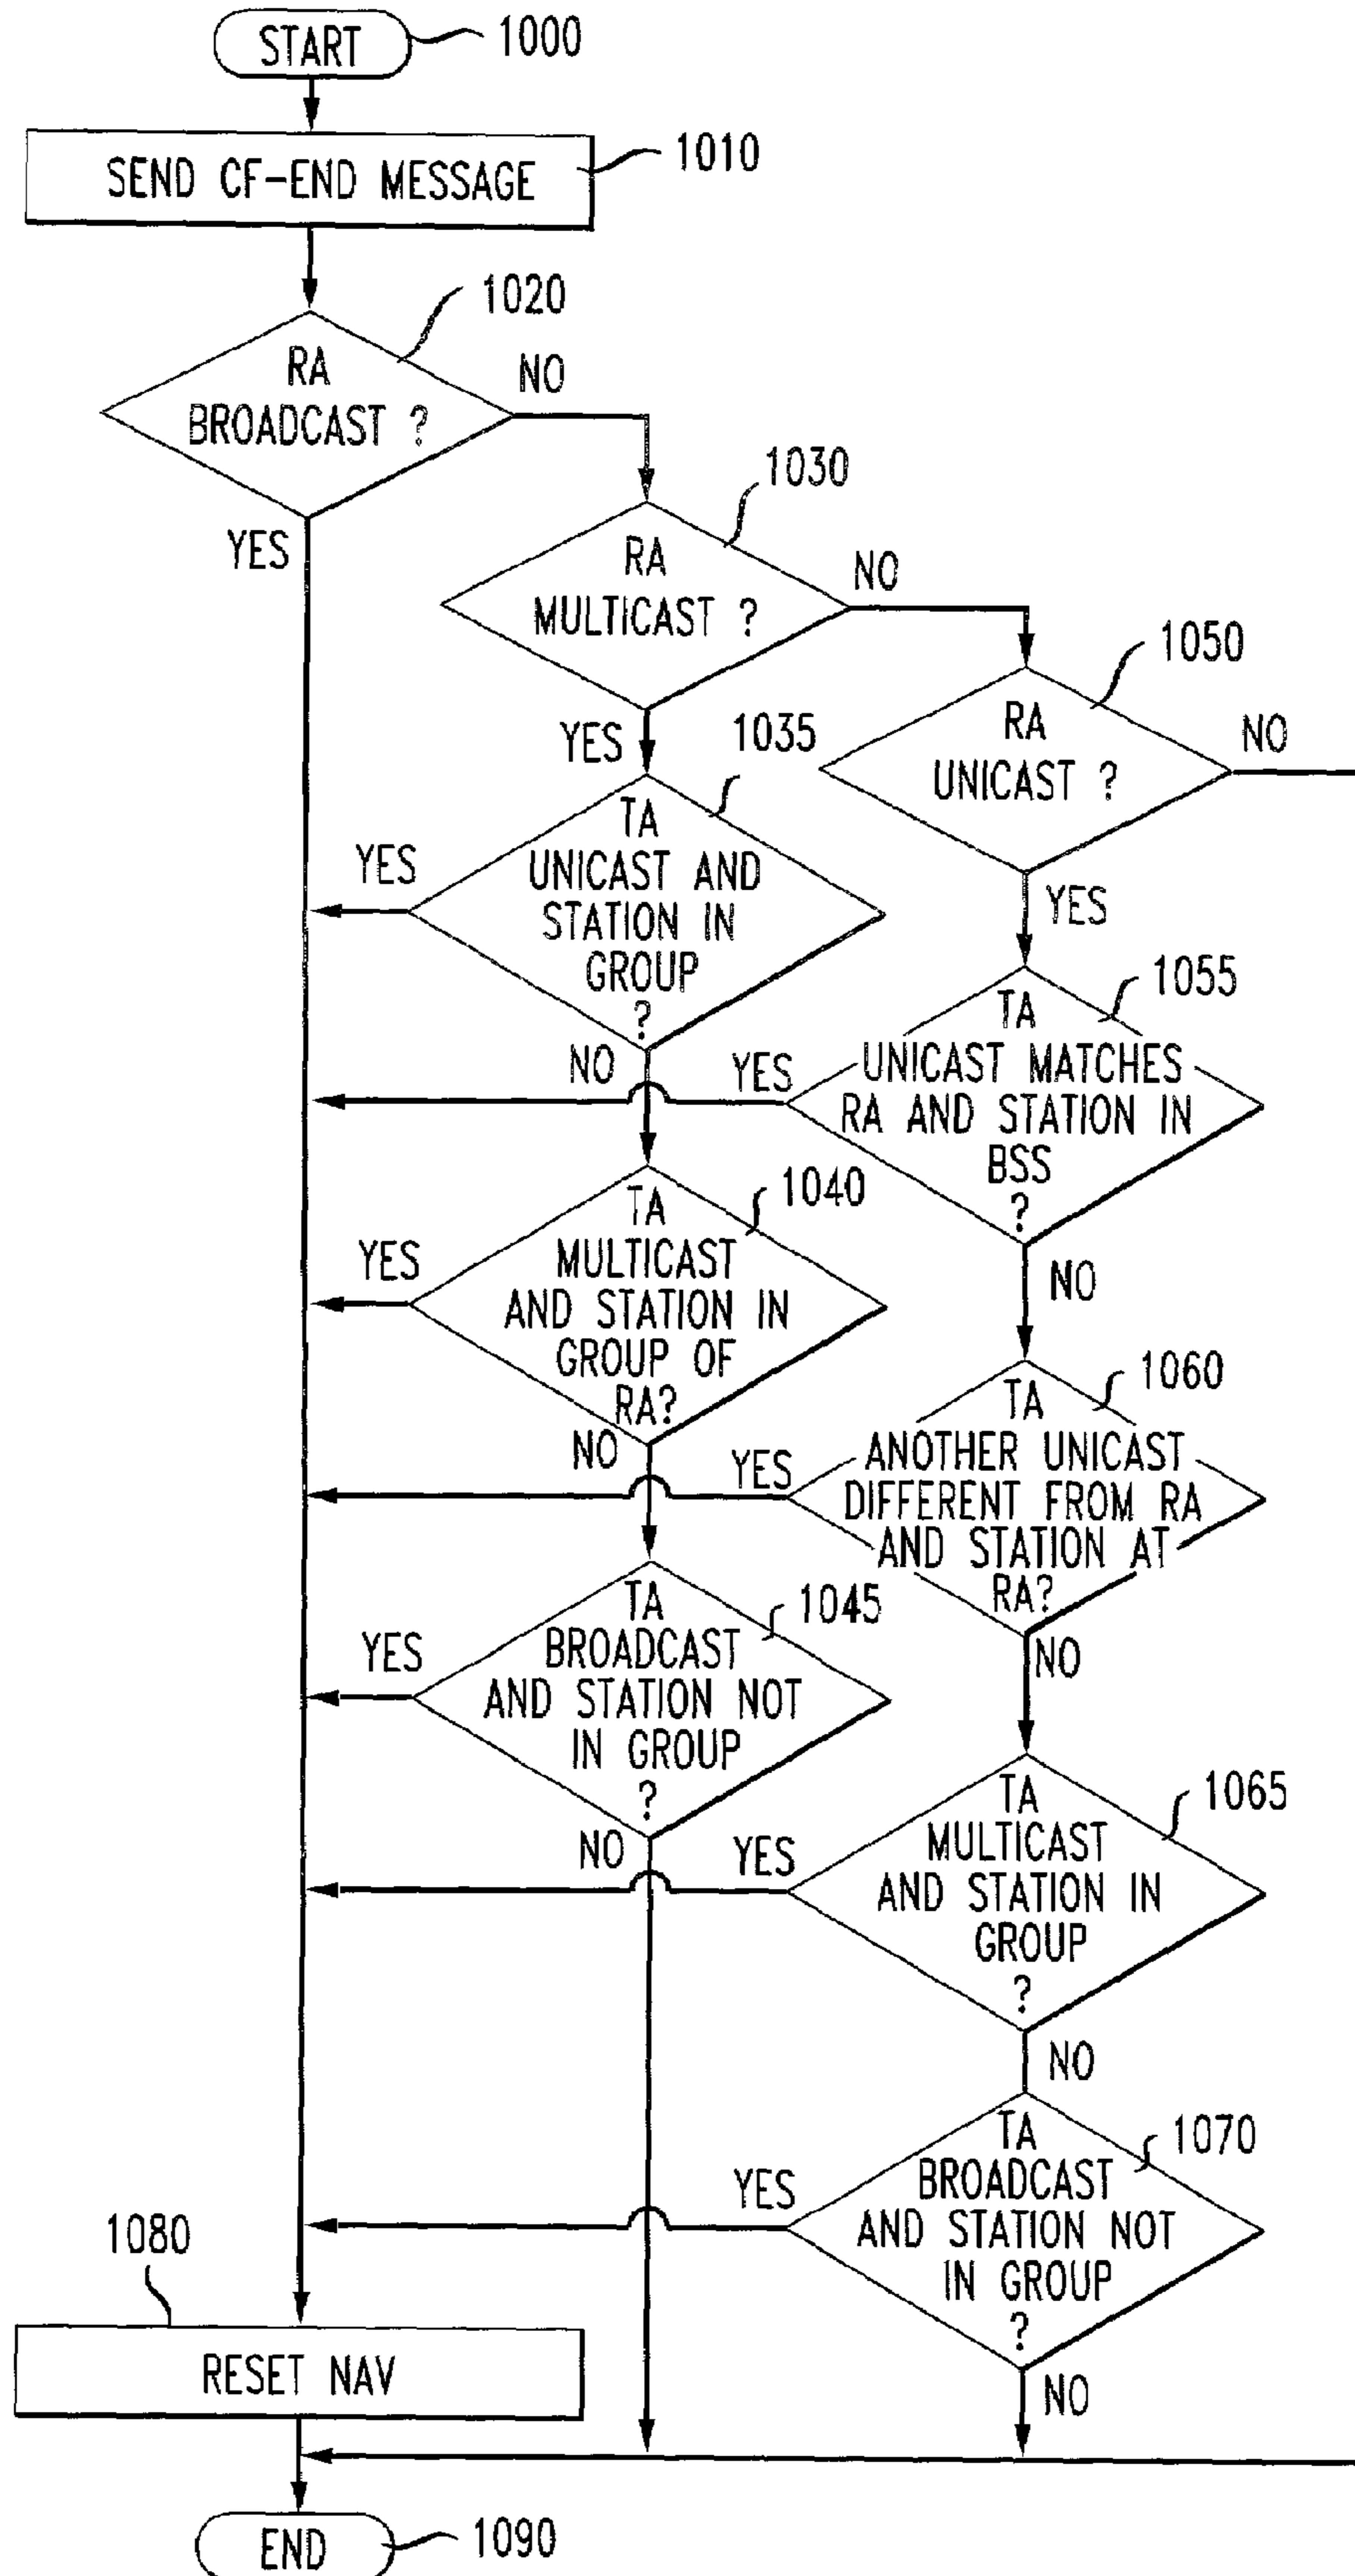 START
1000
SEND CF-END MESSAGE
1010
1020
RA
BROADCAST ?
NO
YES
1030
RA
MULTICAST ?
NO
YES
1050
RA
UNICAST ?
NO
YES
1035
TA
UNICAST AND
STATION IN
GROUP
?
YES
NO
1055
TA
UNICAST MATCHES
RA AND STATION IN
BSS
?
YES
NO
1040
TA
MULTICAST
AND STATION IN
GROUP OF
RA?
YES
NO
1060
TA
ANOTHER UNICAST
DIFFERENT FROM RA
AND STATION AT
RA?
YES
NO
1045
TA
BROADCAST
AND STATION NOT
IN GROUP
?
YES
NO
1065
TA
MULTICAST
AND STATION IN
GROUP
?
YES
NO
1070
TA
BROADCAST
AND STATION NOT
IN GROUP
?
YES
NO
1080
RESET NAV
END
1090